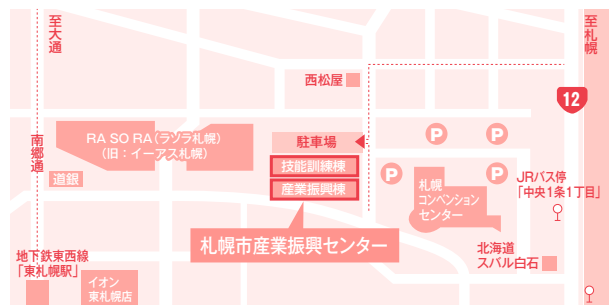 至大通
至札幌
西松屋
12
南郷通
RA SO RA(ラソラ札幌)
(旧：イーアス札幌)
駐車場
P
P
道銀
技能訓練棟
産業振興棟
P
P
札幌
コンベンション
センター
JRバス停
「中央1条1丁目」
札幌市産業振興センター
地下鉄東西線
「東札幌駅」
イオン
東札幌店
北海道
スバル白石